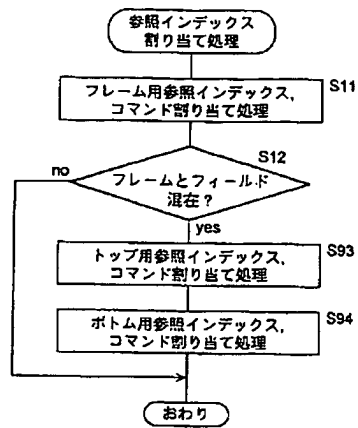 参照インデックス
割り当て処理
S11
フレーム用参照インデックス,
コマンド割り当て処理
S12
no
フレームとフィールド
混在？
yes
S93
トップ用参照インデックス,
コマンド割り当て処理
S94
ボトム用参照インデックス,
コマンド割り当て処理
おわり